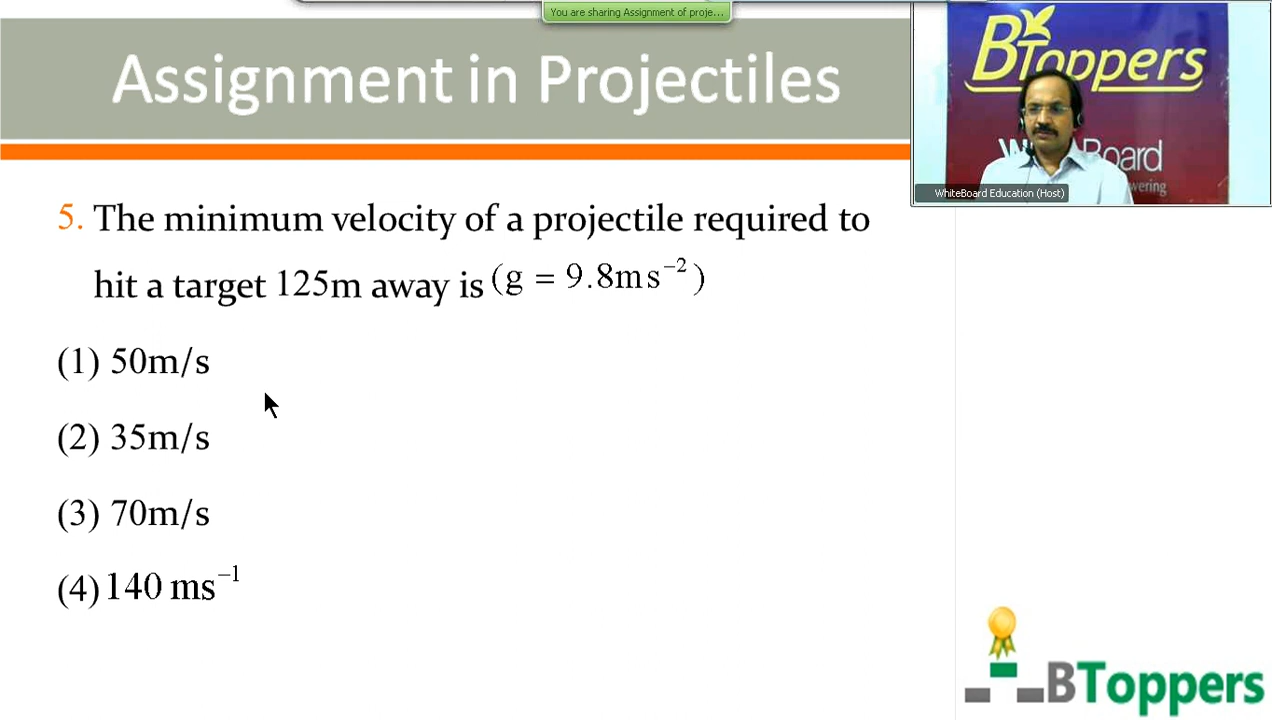 You are sharing Assignment of proje...
Assignment in Projectiles
BToppers
Board
wering
WhiteBoard Education (Host)
5. The minimum velocity of a projectile required to
hit a target 125m away is (g = 9.8ms⁻²)
(1) 50m/s
(2) 35m/s
(3) 70m/s
(4) 140 ms⁻¹
BToppers